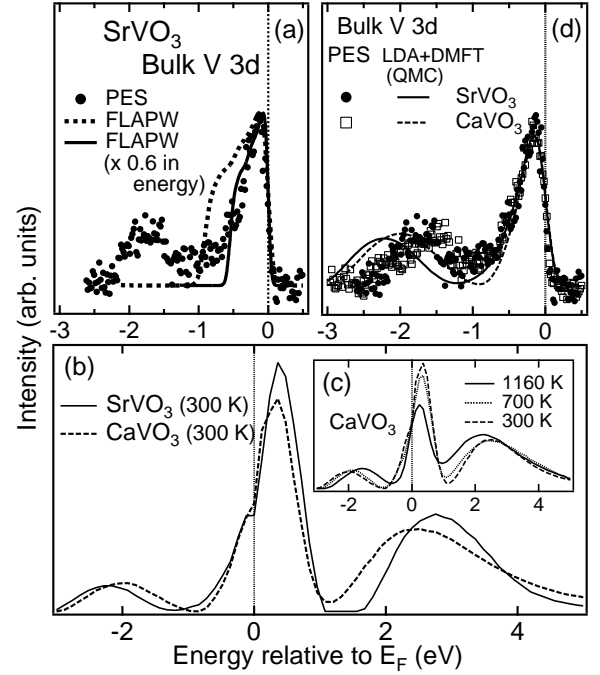 SrVO3
(a)
Bulk V 3d
PES
FLAPW
FLAPW
(x 0.6 in
energy)
-3 -2 -1 0
Bulk V 3d
(d)
PES LDA+DMFT
(QMC)
SrVO3
CaVO3
-3 -2 -1 0
Intensity (arb. units)
(b)
SrVO3 (300 K)
CaVO3 (300 K)
(c)
1160 K
700 K
300 K
CaVO3
-2 0 2 4
-2 0 2 4
Energy relative to EF (eV)